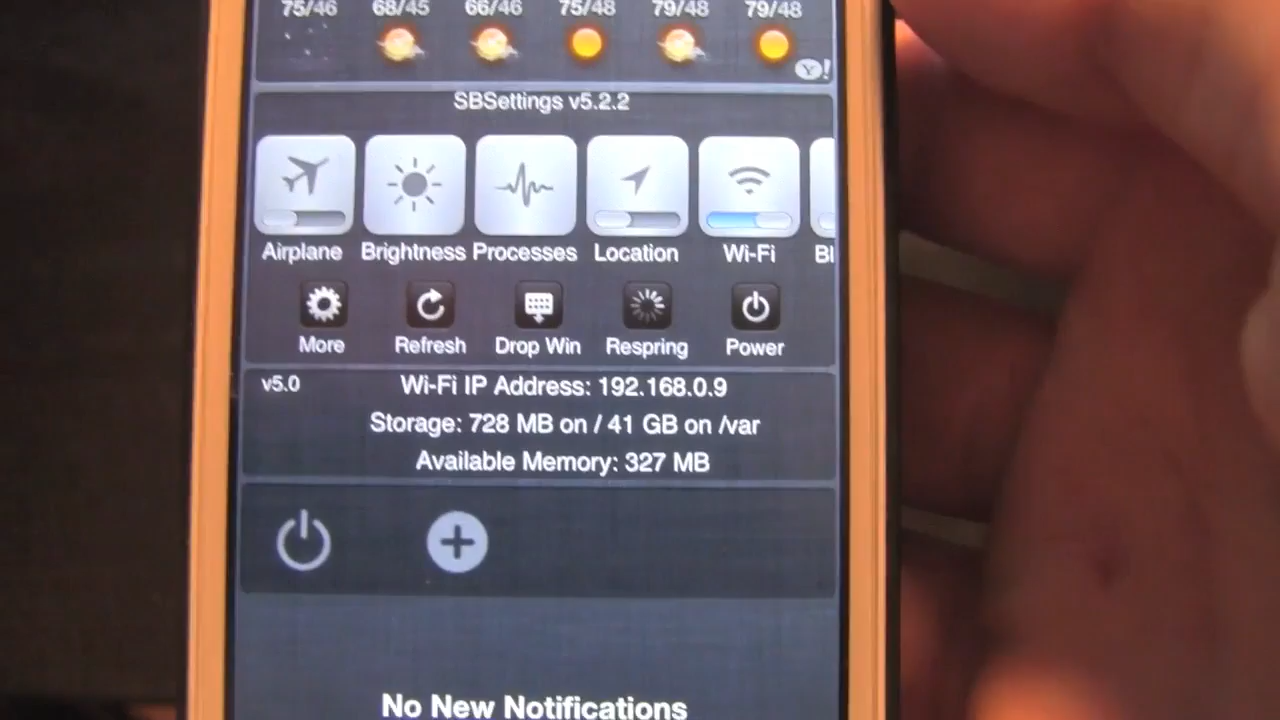 75/46 68/45 66/46 75/48 79/48 79/48
Y!
SBSettings v5.2.2
Airplane Brightness Processes Location Wi-Fi Bl
More Refresh Drop Win Respring Power
v5.0 Wi-Fi IP Address: 192.168.0.9
Storage: 728 MB on / 41 GB on /var
Available Memory: 327 MB
No New Notifications